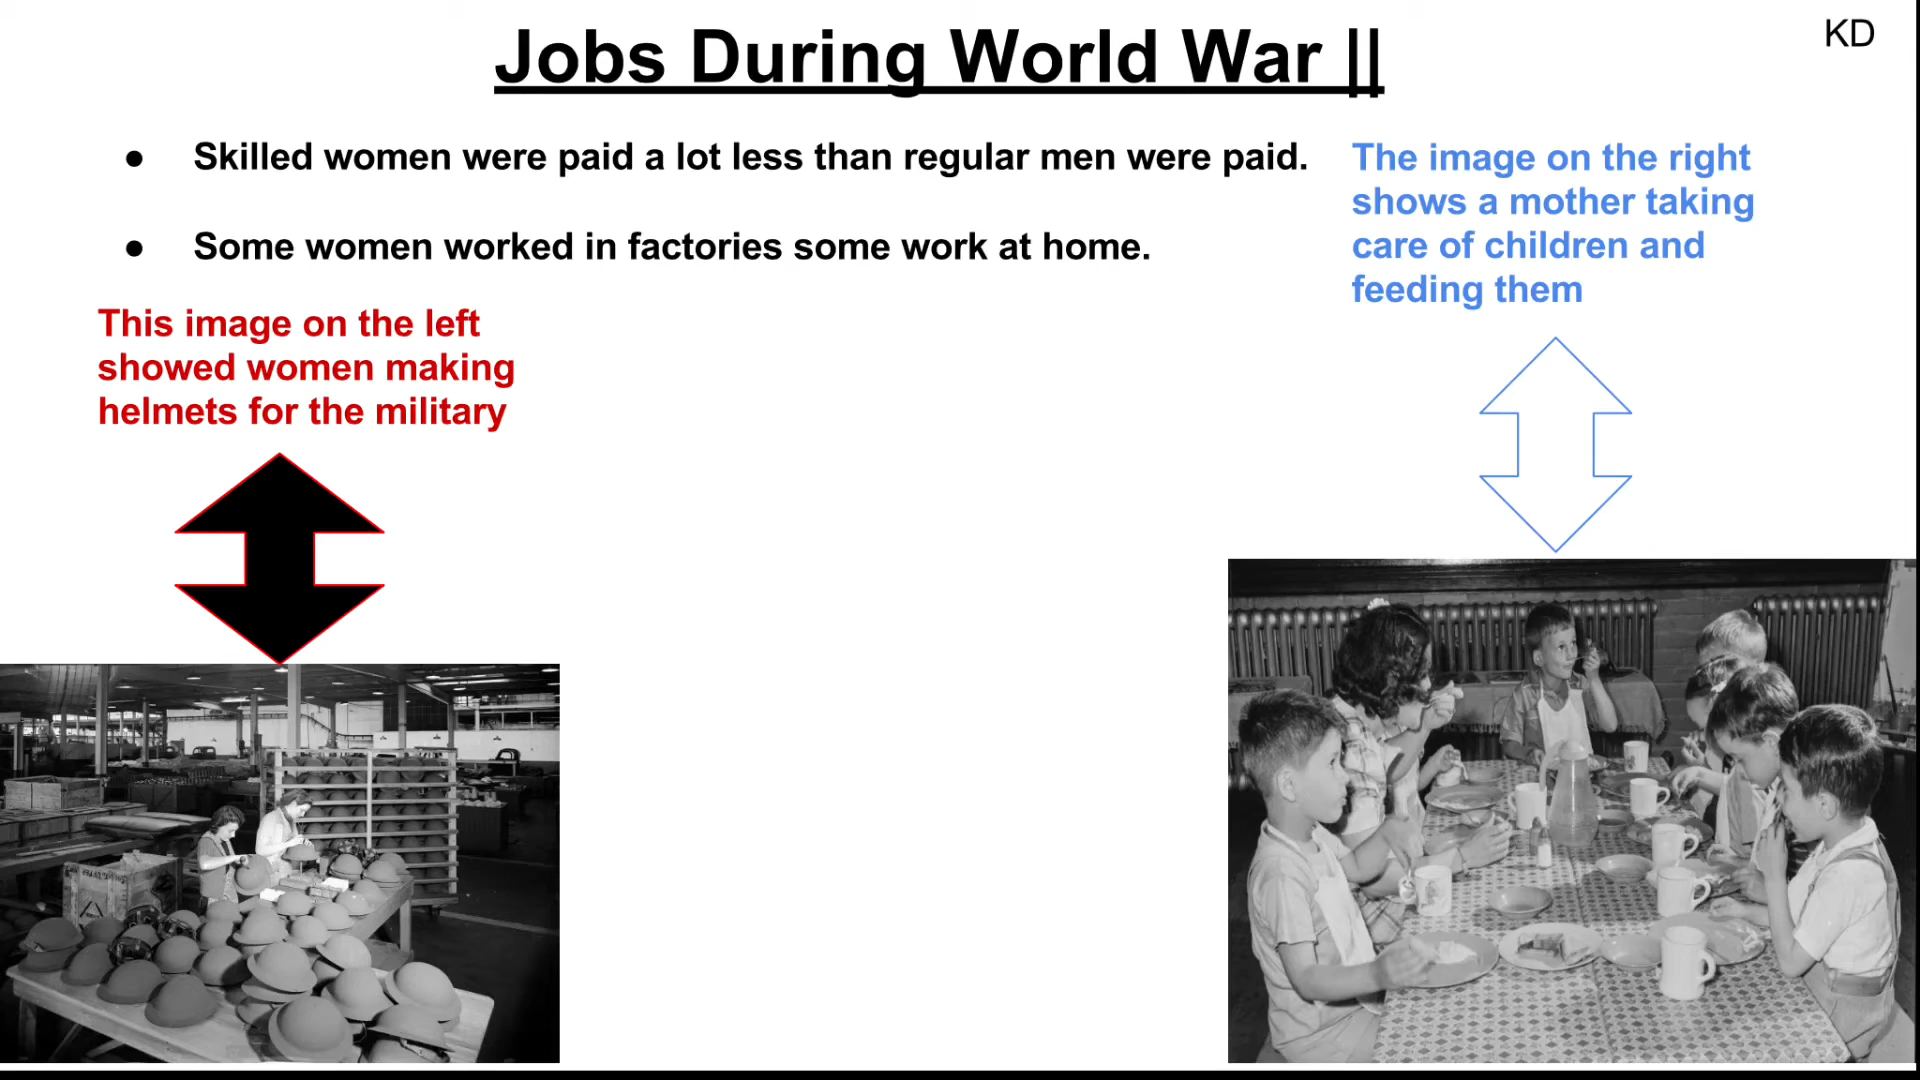 Jobs During World War ||
KD
● Skilled women were paid a lot less than regular men were paid.
● Some women worked in factories some work at home.
The image on the right
shows a mother taking
care of children and
feeding them
This image on the left
showed women making
helmets for the military